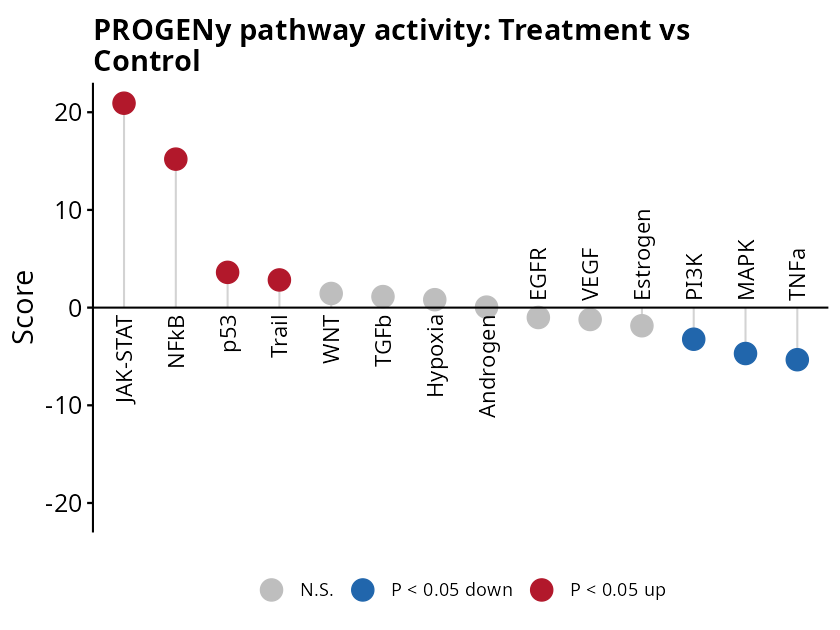 PROGENy pathway activity: Treatment vs
Control
Score
20
10
0
-10
-20
JAK-STAT
NFkB
p53
Trail
WNT
TGFb
Hypoxia
Androgen
EGFR
VEGF
Estrogen
PI3K
MAPK
TNFa
N.S.
P < 0.05 down
P < 0.05 up